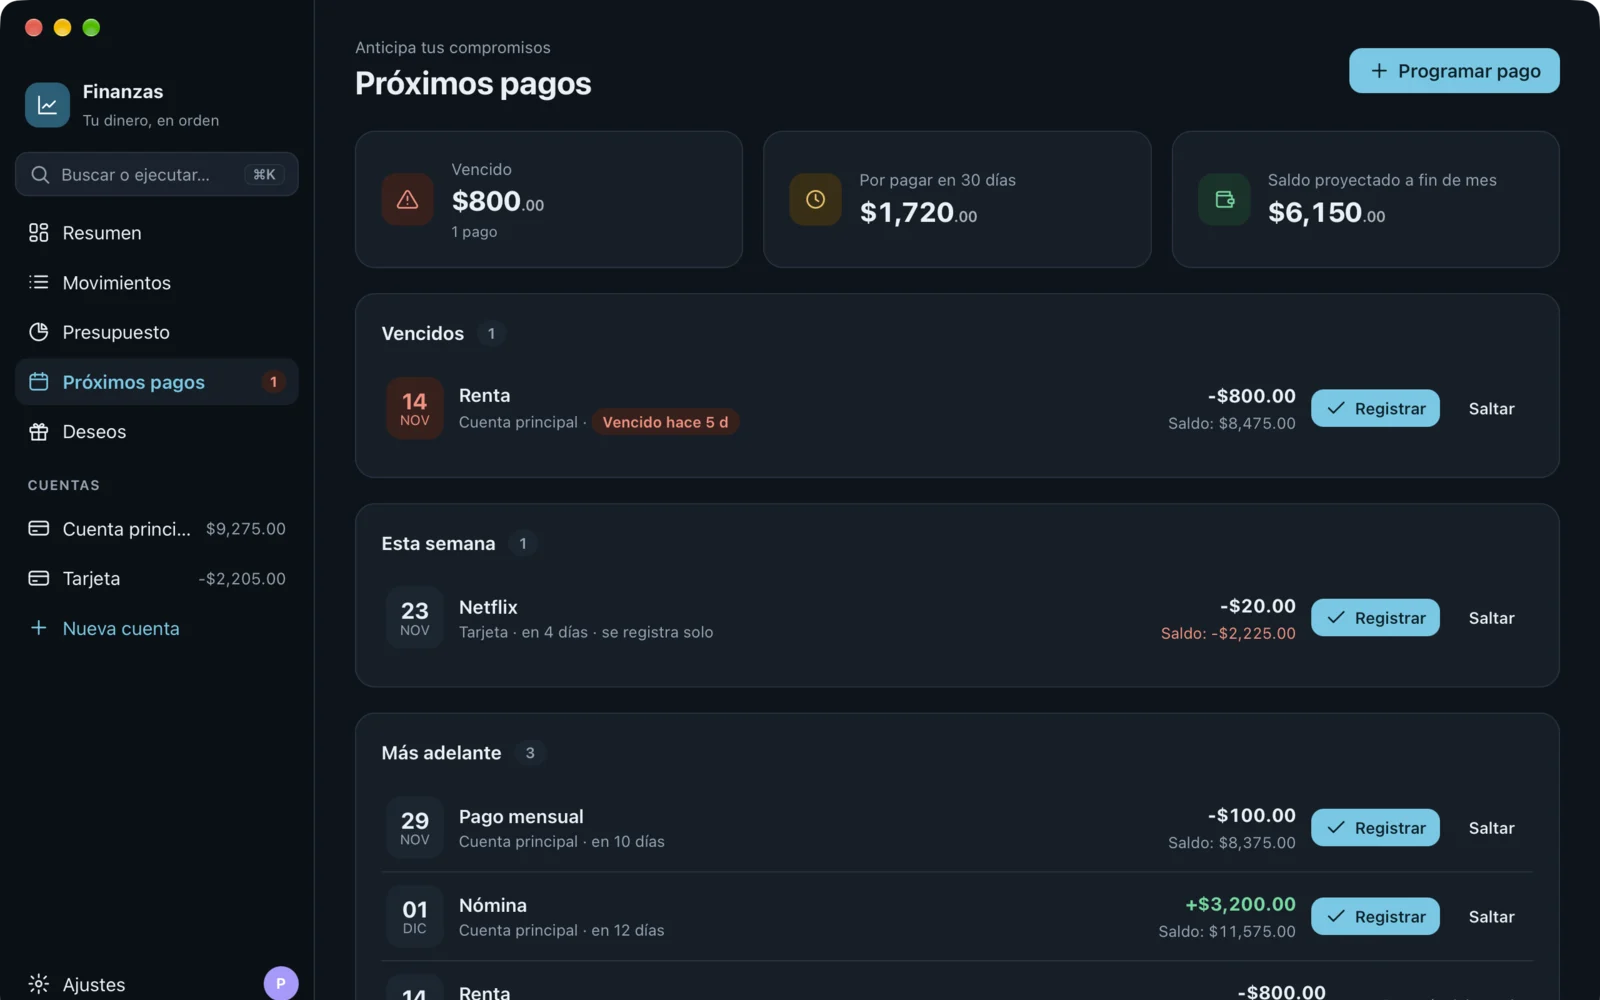 Finanzas
Tu dinero, en orden
Buscar o ejecutar... ⌘K
Resumen
Movimientos
Presupuesto
Próximos pagos 1
Deseos
CUENTAS
Cuenta princi... $9,275.00
Tarjeta -$2,205.00
+ Nueva cuenta
Ajustes P
Anticipa tus compromisos
Próximos pagos
+ Programar pago
Vencido
$800.00
1 pago
Por pagar en 30 días
$1,720.00
Saldo proyectado a fin de mes
$6,150.00
Vencidos 1
14 NOV
Renta
Cuenta principal · Vencido hace 5 d
-$800.00
Saldo: $8,475.00
Registrar Saltar
Esta semana 1
23 NOV
Netflix
Tarjeta · en 4 días · se registra solo
-$20.00
Saldo: -$2,225.00
Registrar Saltar
Más adelante 3
29 NOV
Pago mensual
Cuenta principal · en 10 días
-$100.00
Saldo: $8,375.00
Registrar Saltar
01 DIC
Nómina
Cuenta principal · en 12 días
+$3,200.00
Saldo: $11,575.00
Registrar Saltar
14
Renta
-$800.00